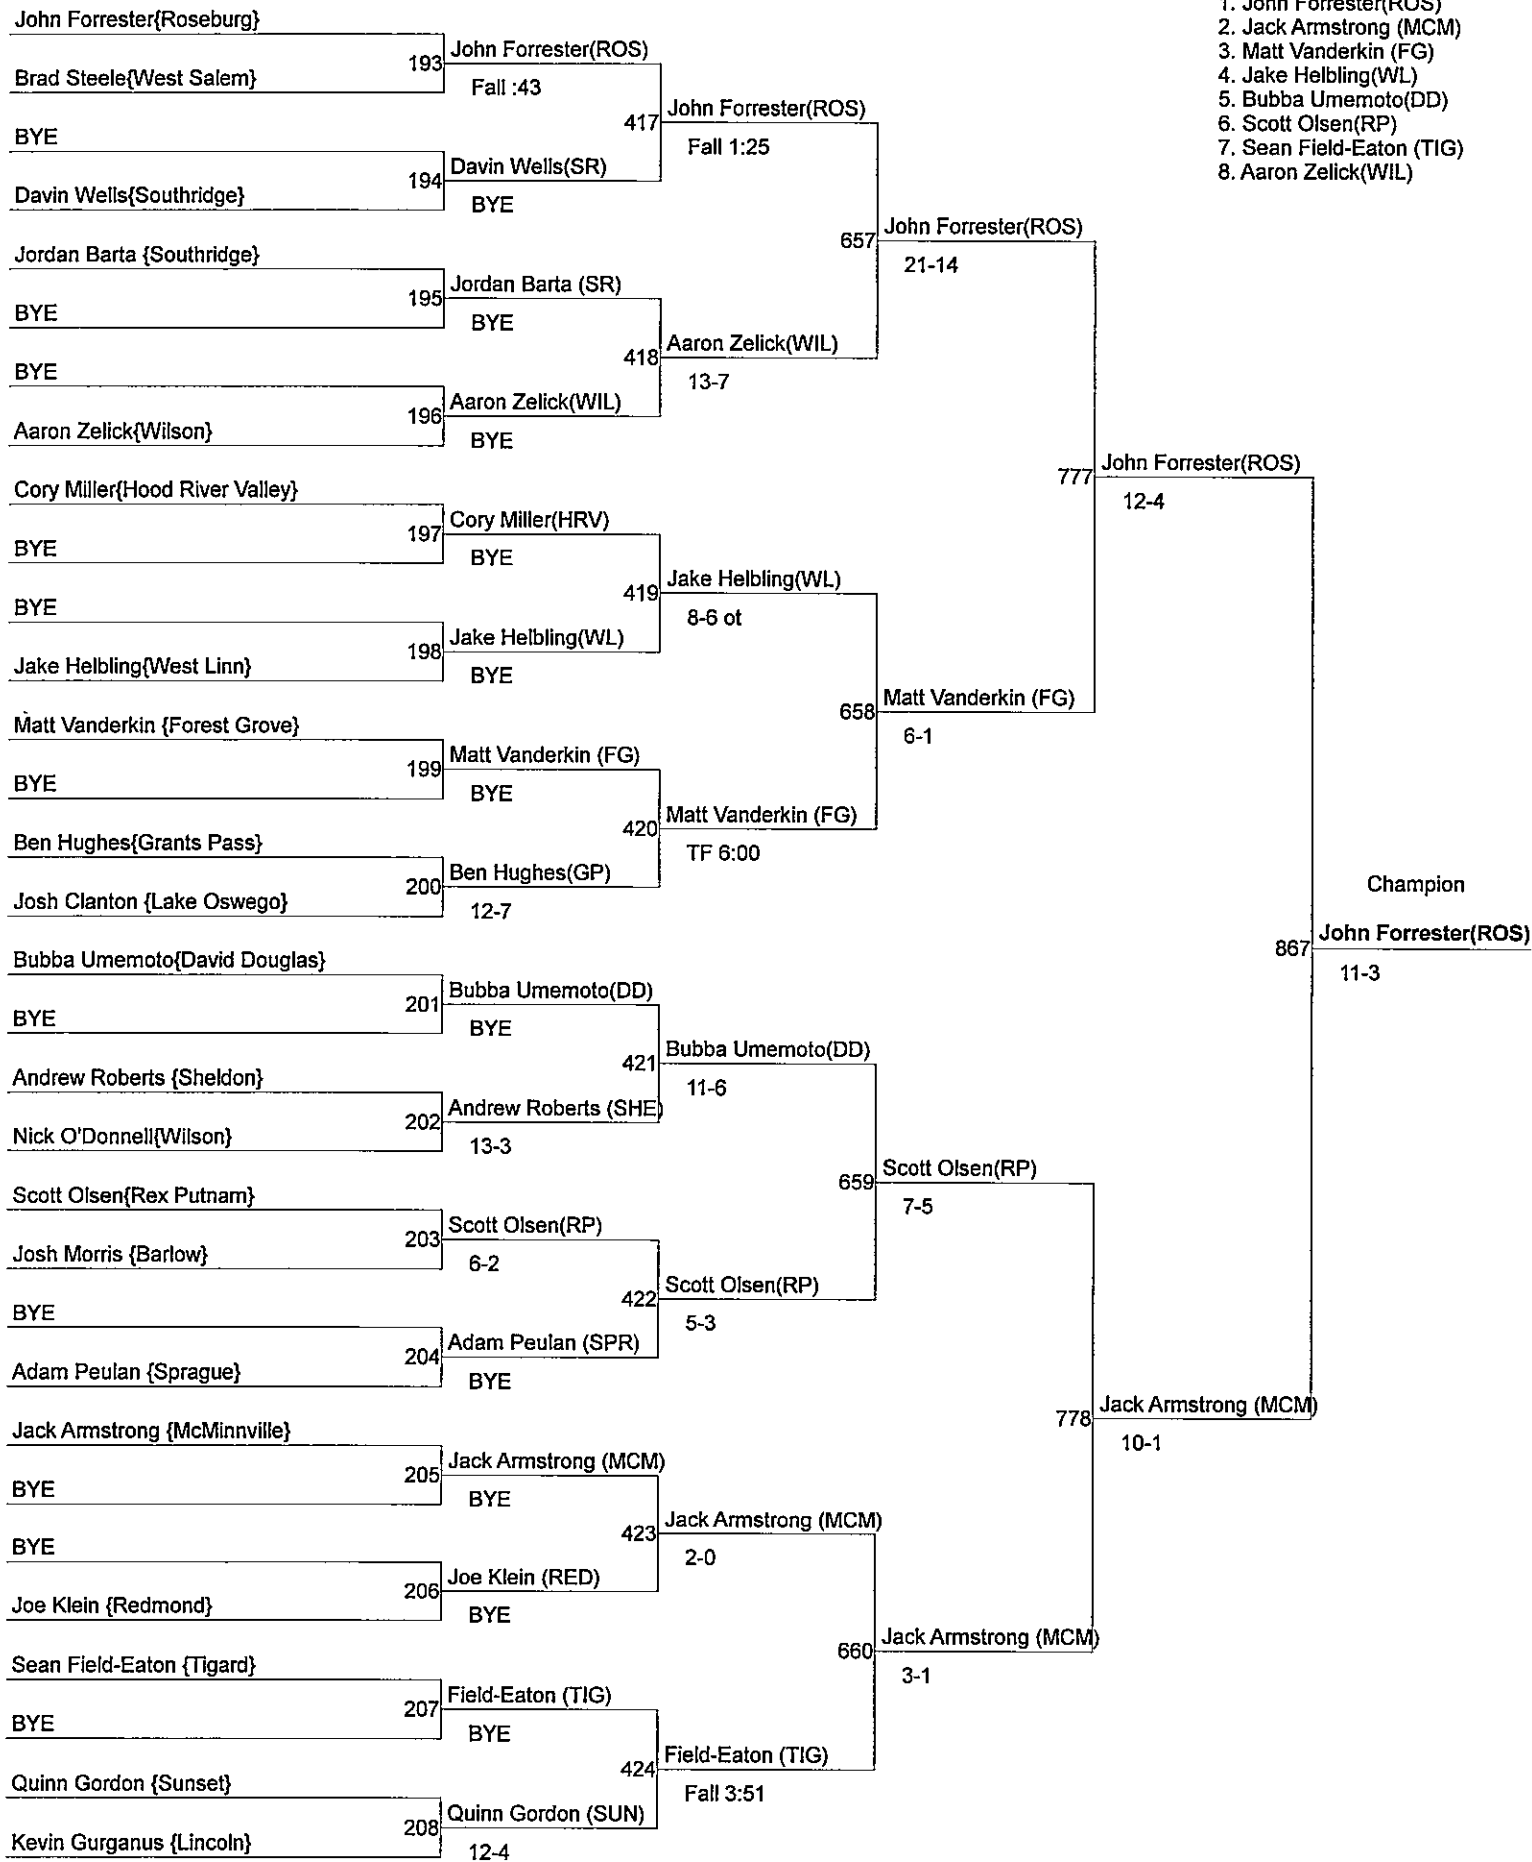 1. John Forrester(ROS)
2. Jack Armstrong (MCM)
3. Matt Vanderkin (FG)
4. Jake Helbling(WL)
5. Bubba Umemoto(DD)
6. Scott Olsen(RP)
7. Sean Field-Eaton (TIG)
8. Aaron Zelick(WIL)
John Forrester{Roseburg}
Brad Steele{West Salem}
BYE
Davin Wells{Southridge}
Jordan Barta {Southridge}
BYE
BYE
Aaron Zelick{Wilson}
Cory Miller{Hood River Valley}
BYE
BYE
Jake Helbling{West Linn}
Matt Vanderkin {Forest Grove}
BYE
Ben Hughes{Grants Pass}
Josh Clanton {Lake Oswego}
Bubba Umemoto{David Douglas}
BYE
Andrew Roberts {Sheldon}
Nick O'Donnell{Wilson}
Scott Olsen{Rex Putnam}
Josh Morris {Barlow}
BYE
Adam Peulan {Sprague}
Jack Armstrong {McMinnville}
BYE
BYE
Joe Klein {Redmond}
Sean Field-Eaton {Tigard}
BYE
Quinn Gordon {Sunset}
Kevin Gurganus {Lincoln}
193 John Forrester(ROS)
Fall :43
194 Davin Wells(SR)
BYE
195 Jordan Barta (SR)
BYE
196 Aaron Zelick(WIL)
BYE
197 Cory Miller(HRV)
BYE
198 Jake Helbling(WL)
BYE
199 Matt Vanderkin (FG)
BYE
200 Ben Hughes(GP)
12-7
201 Bubba Umemoto(DD)
BYE
202 Andrew Roberts (SHE)
13-3
203 Scott Olsen(RP)
6-2
204 Adam Peulan (SPR)
BYE
205 Jack Armstrong (MCM)
BYE
206 Joe Klein (RED)
BYE
207 Field-Eaton (TIG)
BYE
208 Quinn Gordon (SUN)
12-4
417 John Forrester(ROS)
Fall 1:25
418 Aaron Zelick(WIL)
13-7
419 Jake Helbling(WL)
8-6 ot
420 Matt Vanderkin (FG)
TF 6:00
421 Bubba Umemoto(DD)
11-6
422 Scott Olsen(RP)
5-3
423 Jack Armstrong (MCM)
2-0
424 Field-Eaton (TIG)
Fall 3:51
657 John Forrester(ROS)
21-14
658 Matt Vanderkin (FG)
6-1
659 Scott Olsen(RP)
7-5
660 Jack Armstrong (MCM)
3-1
777 John Forrester(ROS)
12-4
778 Jack Armstrong (MCM)
10-1
Champion
867 John Forrester(ROS)
11-3